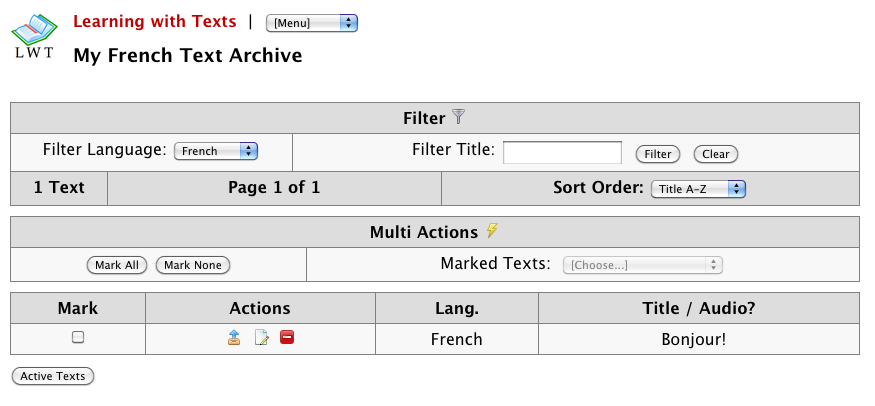 Learning with Texts | [Menu]
LWT
My French Text Archive
Filter
Filter Language: French Filter Title: Filter Clear
1 Text Page 1 of 1 Sort Order: Title A-Z
Multi Actions
Mark All Mark None Marked Texts: [Choose...]
Mark Actions Lang. Title / Audio?
French Bonjour!
Active Texts